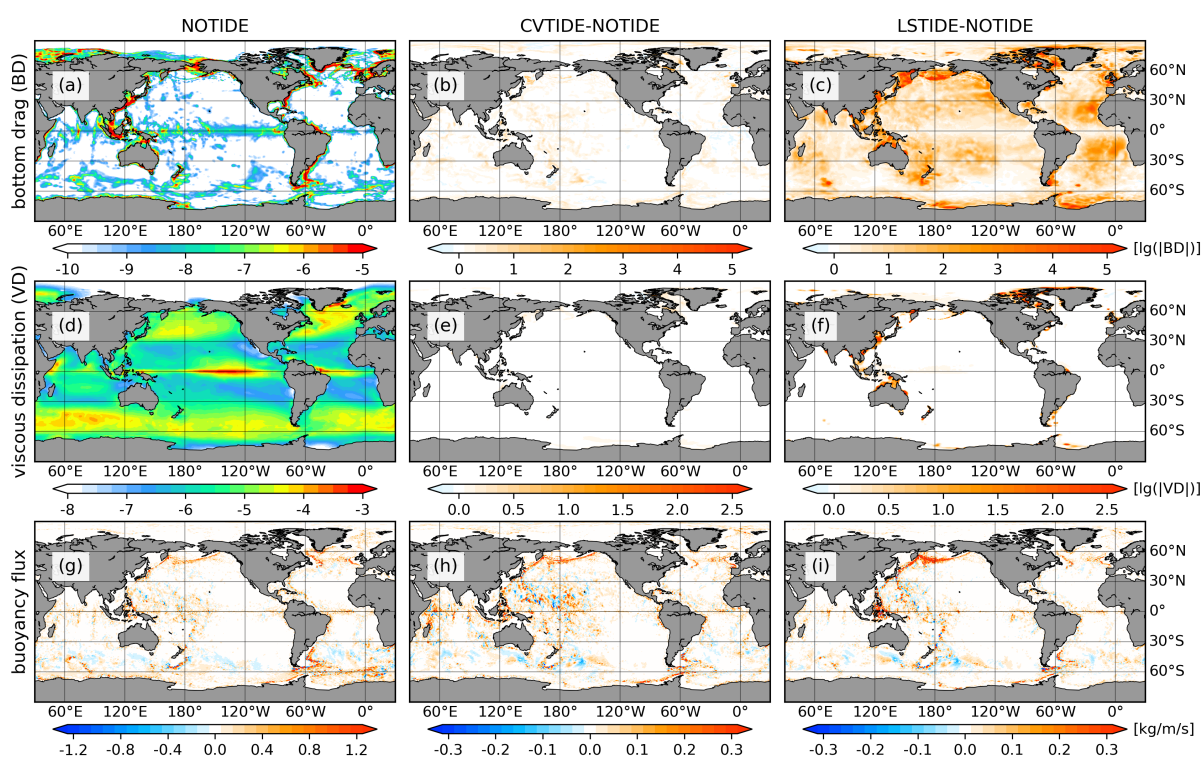 NOTIDE CVTIDE-NOTIDE LSTIDE-NOTIDE
bottom drag (BD)
(a) (b) (c)
60°N
30°N
0°
30°S
60°S
60°E 120°E 180° 120°W 60°W 0° 60°E 120°E 180° 120°W 60°W 0° 60°E 120°E 180° 120°W 60°W 0°
-10 -9 -8 -7 -6 -5 0 1 2 3 4 5 0 1 2 3 4 5 [lg(|BD|)]
viscous dissipation (VD)
(d) (e) (f)
60°N
30°N
0°
30°S
60°S
60°E 120°E 180° 120°W 60°W 0° 60°E 120°E 180° 120°W 60°W 0° 60°E 120°E 180° 120°W 60°W 0°
-8 -7 -6 -5 -4 -3 0.0 0.5 1.0 1.5 2.0 2.5 0.0 0.5 1.0 1.5 2.0 2.5 [lg(|VD|)]
buoyancy flux
(g) (h) (i)
60°N
30°N
0°
30°S
60°S
60°E 120°E 180° 120°W 60°W 0° 60°E 120°E 180° 120°W 60°W 0° 60°E 120°E 180° 120°W 60°W 0°
-1.2 -0.8 -0.4 0.0 0.4 0.8 1.2 -0.3 -0.2 -0.1 0.0 0.1 0.2 0.3 -0.3 -0.2 -0.1 0.0 0.1 0.2 0.3 [kg/m/s]